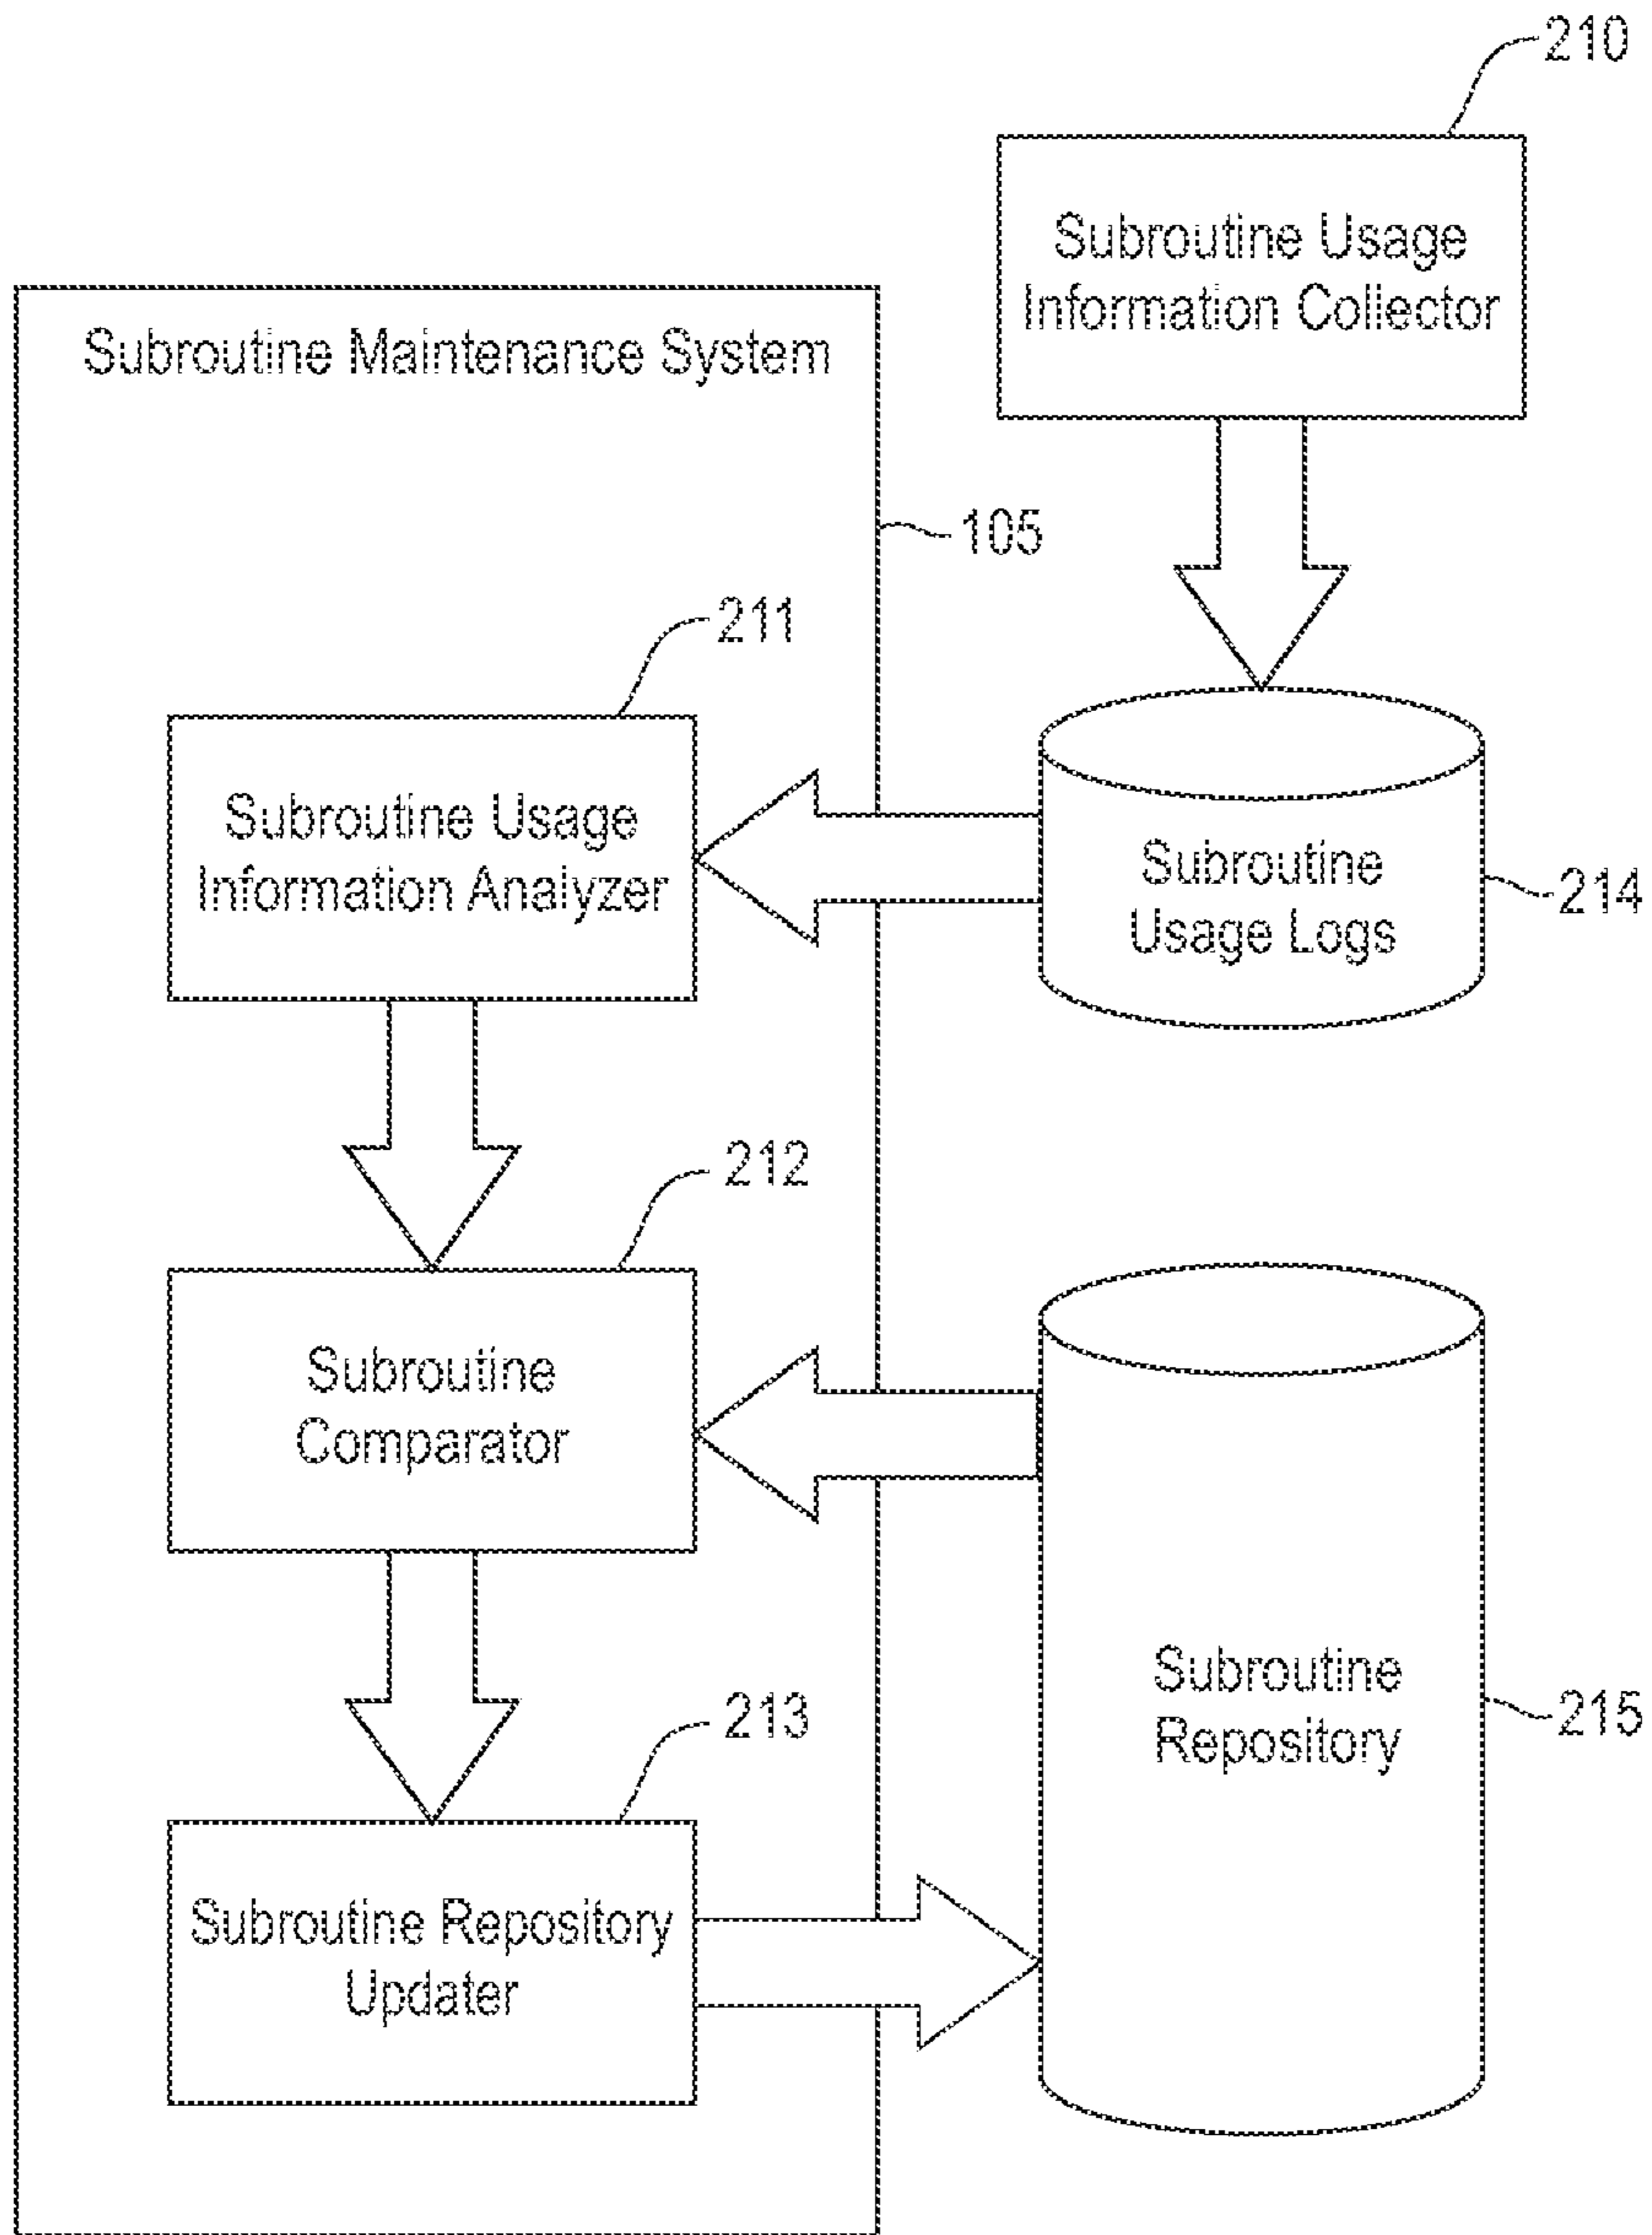 210
Subroutine Usage
Information Collector
Subroutine Maintenance System
105
211
Subroutine Usage
Information Analyzer
Subroutine
Usage Logs
214
212
Subroutine
Comparator
Subroutine
Repository
215
213
Subroutine Repository
Updater